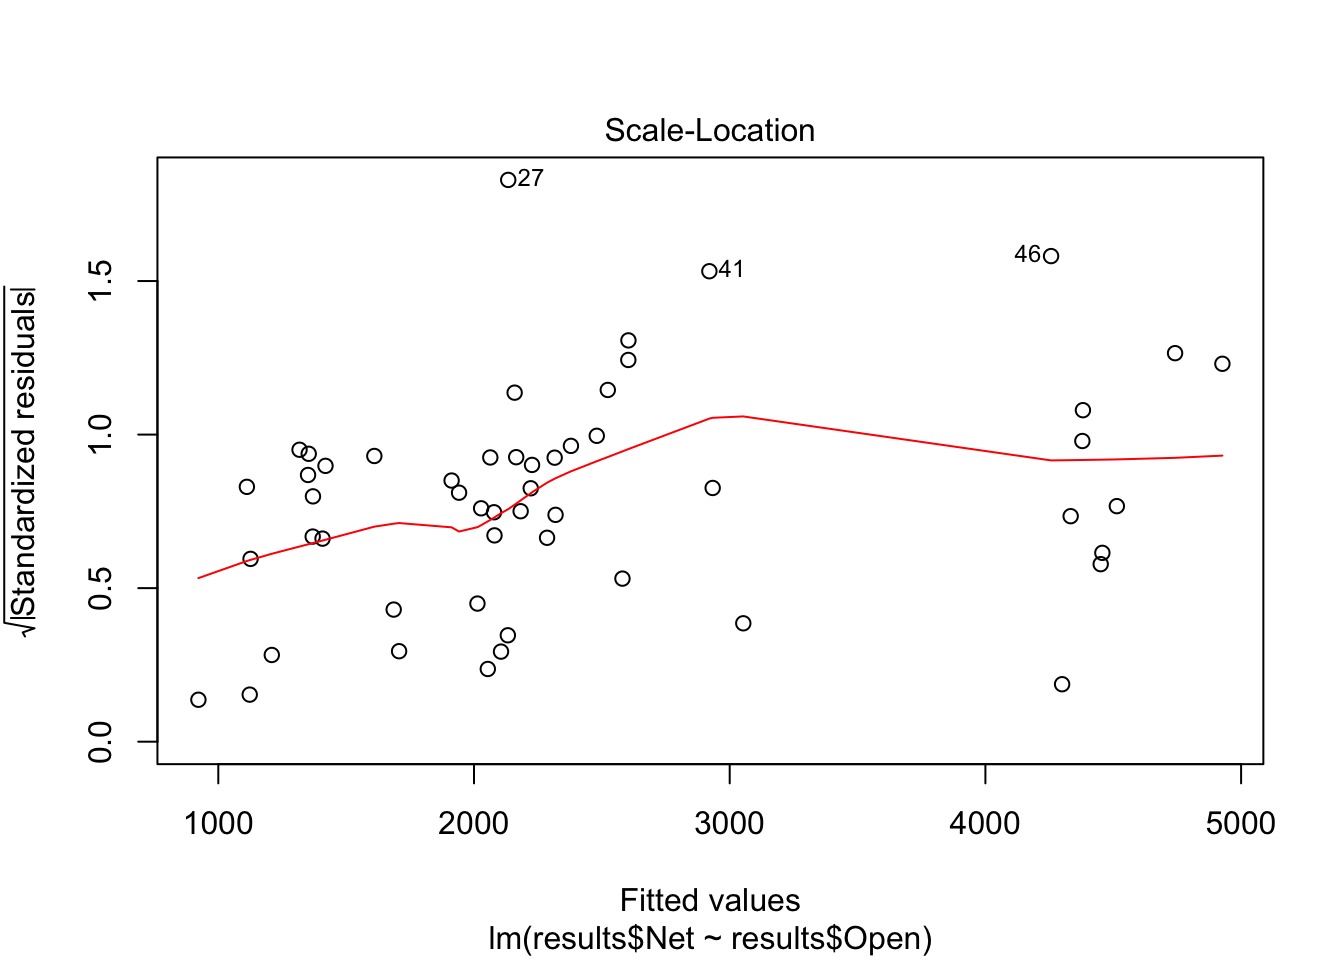 Scale-Location
√|Standardized residuals|
1.5
1.0
0.5
0.0
27
41
46
1000 2000 3000 4000 5000
Fitted values
lm(results$Net ~ results$Open)